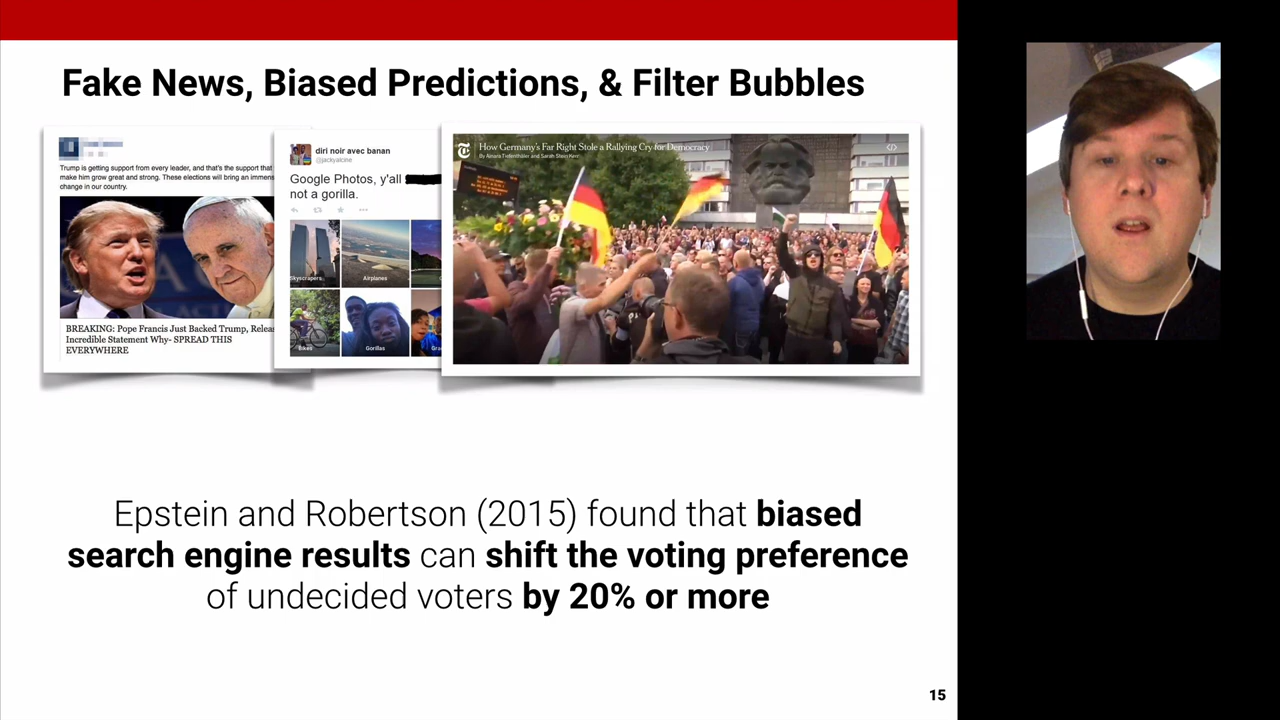 Fake News, Biased Predictions, & Filter Bubbles
Trump is getting support from every leader, and that's the support that
make him grow great and strong. These elections will bring an immens
change in our country.
BREAKING: Pope Francis Just Backed Trump, Relea
Incredible Statement Why- SPREAD THIS
EVERYWHERE
diri noir avec banan
@jackyalcine
Google Photos, y'all
not a gorilla.
Skyscrapers
Airplanes
Bikes
Gorillas
Gra
How Germany's Far Right Stole a Rallying Cry for Democracy
Epstein and Robertson (2015) found that biased
search engine results can shift the voting preference
of undecided voters by 20% or more
15